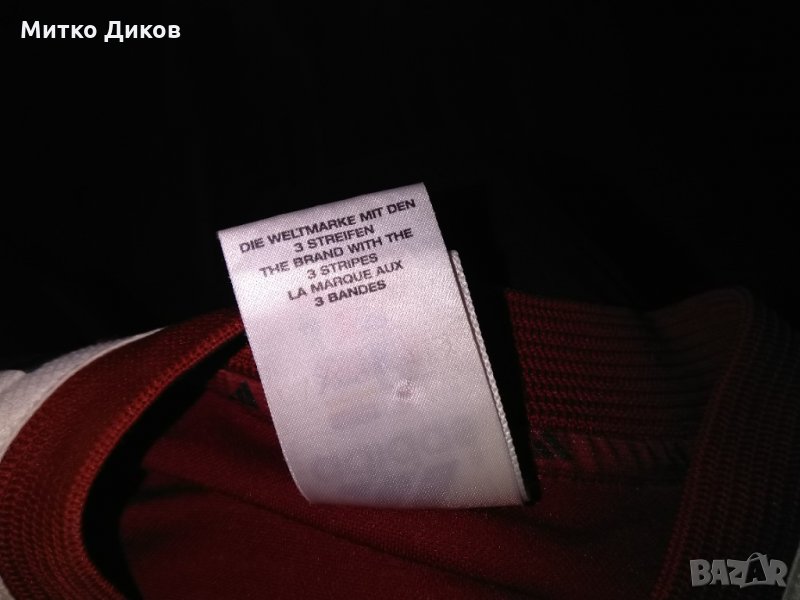 Митко Диков
DIE WELTMARKE MIT DEN
3 STREIFEN
THE BRAND WITH THE
3 STRIPES
LA MARQUE AUX
3 BANDES
BAZAR